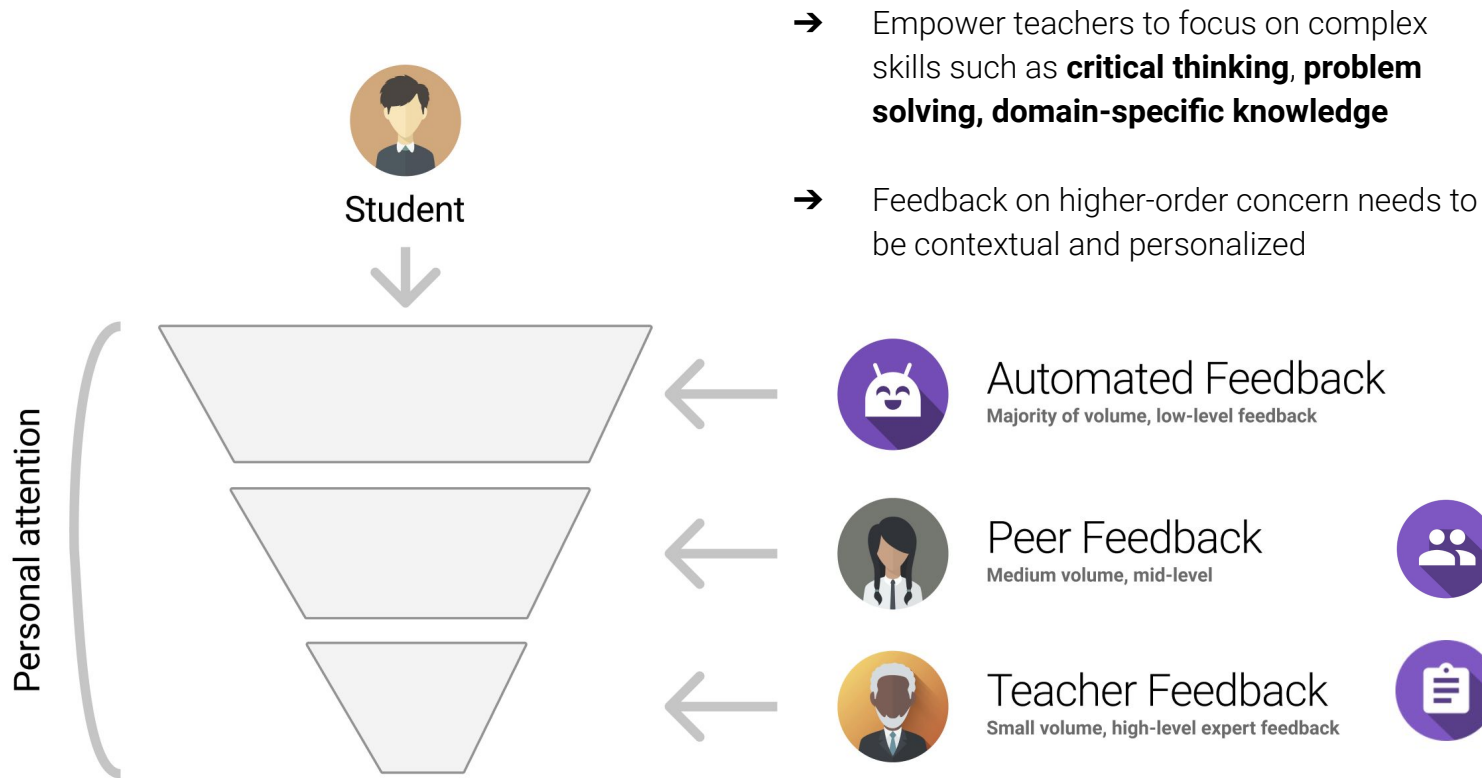 ➔ Empower teachers to focus on complex
skills such as critical thinking, problem
solving, domain-specific knowledge
➔ Feedback on higher-order concern needs to
be contextual and personalized
Student
Personal attention
Automated Feedback
Majority of volume, low-level feedback
Peer Feedback
Medium volume, mid-level
Teacher Feedback
Small volume, high-level expert feedback